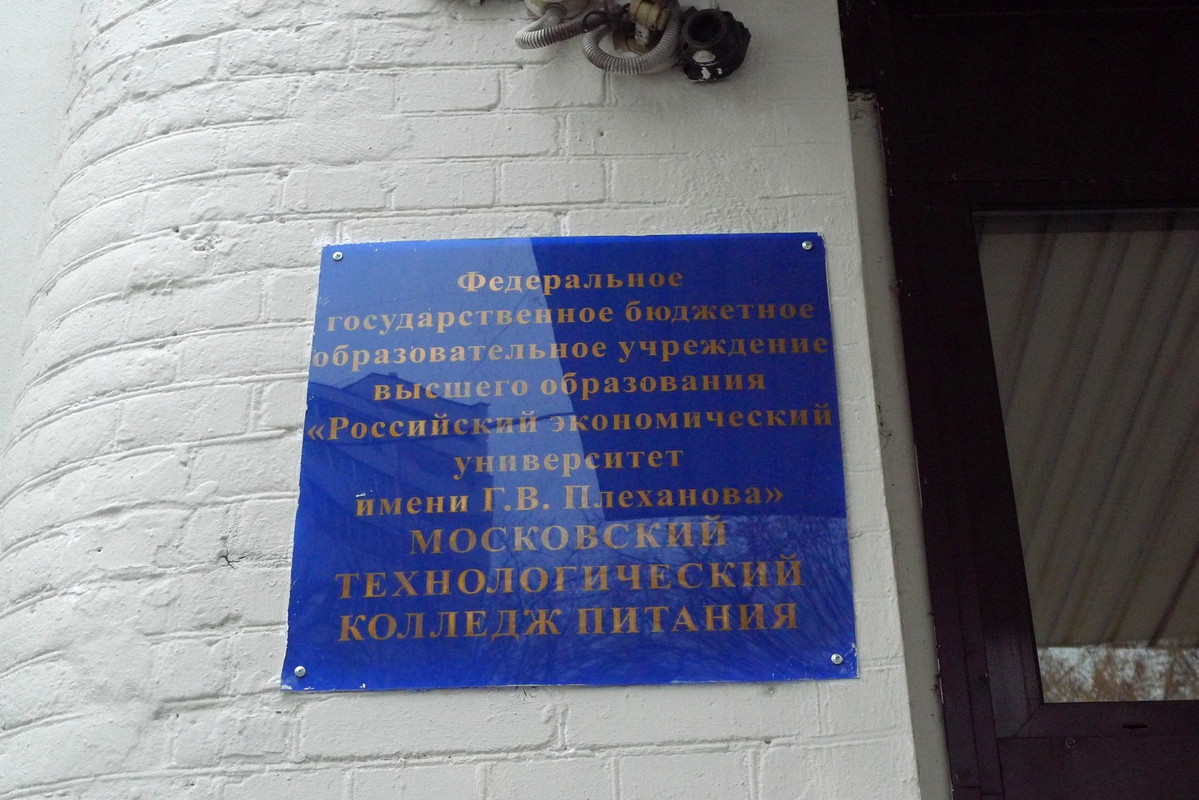 Федеральное
государственное бюджетное
образовательное учреждение
высшего образования
«Российский экономический
университет
имени Г.В. Плеханова»
МОСКОВСКИЙ
ТЕХНОЛОГИЧЕСКИЙ
КОЛЛЕДЖ ПИТАНИЯ